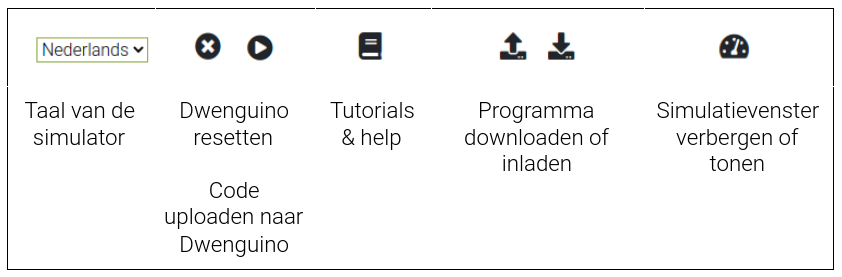 Nederlands
Taal van de
simulator
Dwenguino
resetten
Code
uploaden naar
Dwenguino
Tutorials
& help
Programma
downloaden of
inladen
Simulatievenster
verbergen of
tonen